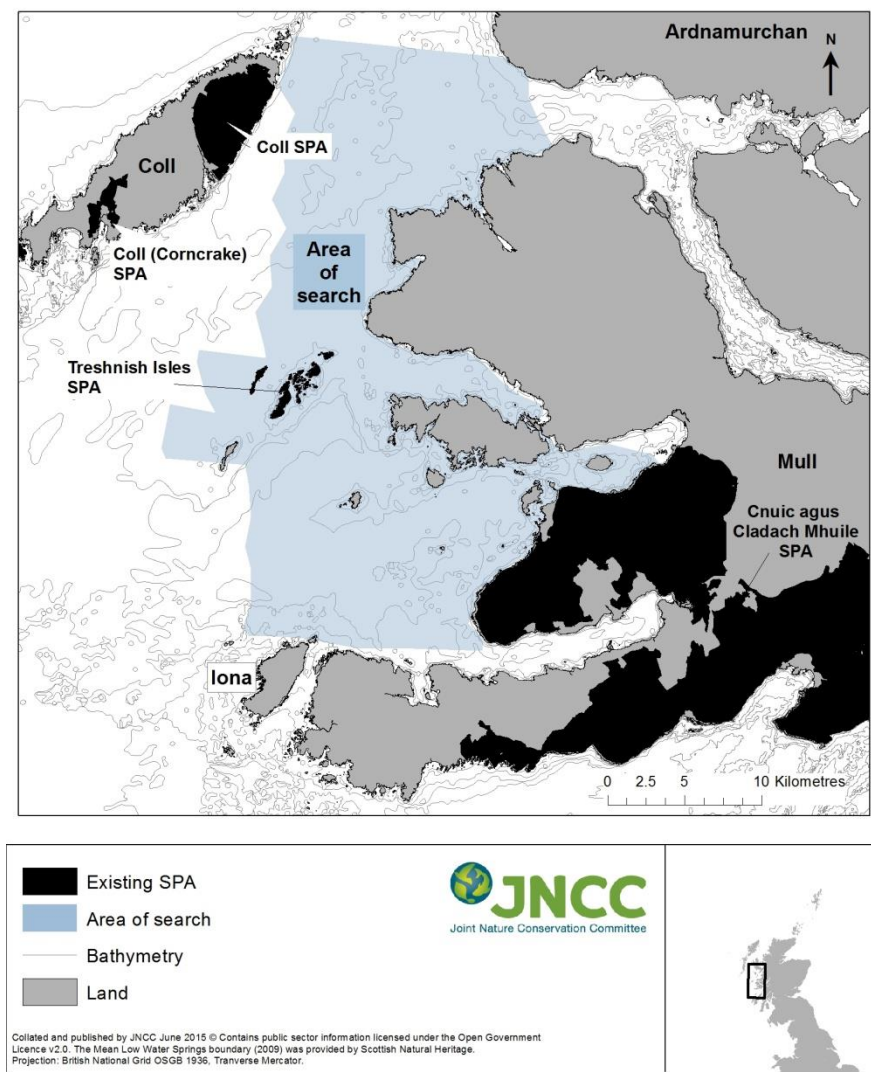 Ardnamurchan
N
Coll SPA
Coll
Coll (Corncrake)
SPA
Area
of
search
Treshnish Isles
SPA
Mull
Cnuic agus
Cladach Mhuile
SPA
Iona
0 2.5 5 10 Kilometres
Existing SPA
Area of search
Bathymetry
Land
JNCC
Joint Nature Conservation Committee
Collated and published by JNCC June 2015 © Contains public sector information licensed under the Open Government
Licence v2.0. The Mean Low Water Springs boundary (2009) was provided by Scottish Natural Heritage.
Projection: British National Grid OSGB 1936, Tranverse Mercator.